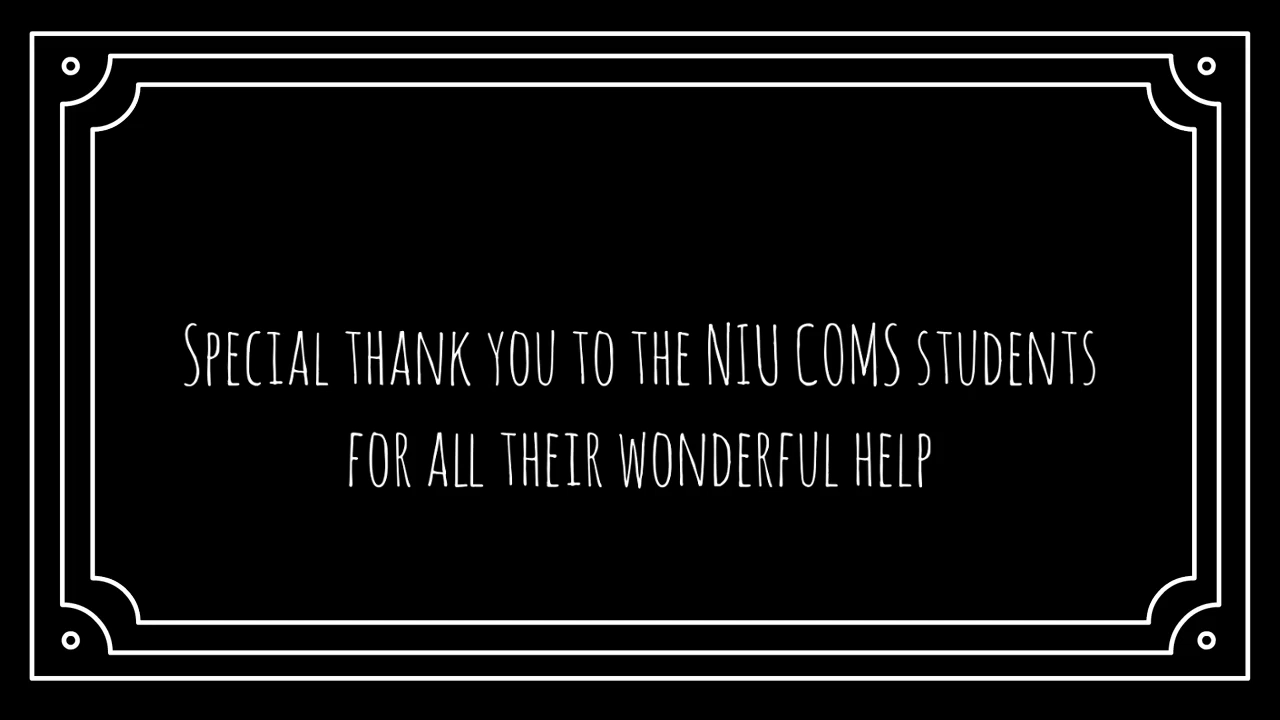 Special thank you to the NIU COMS students
for all their wonderful help